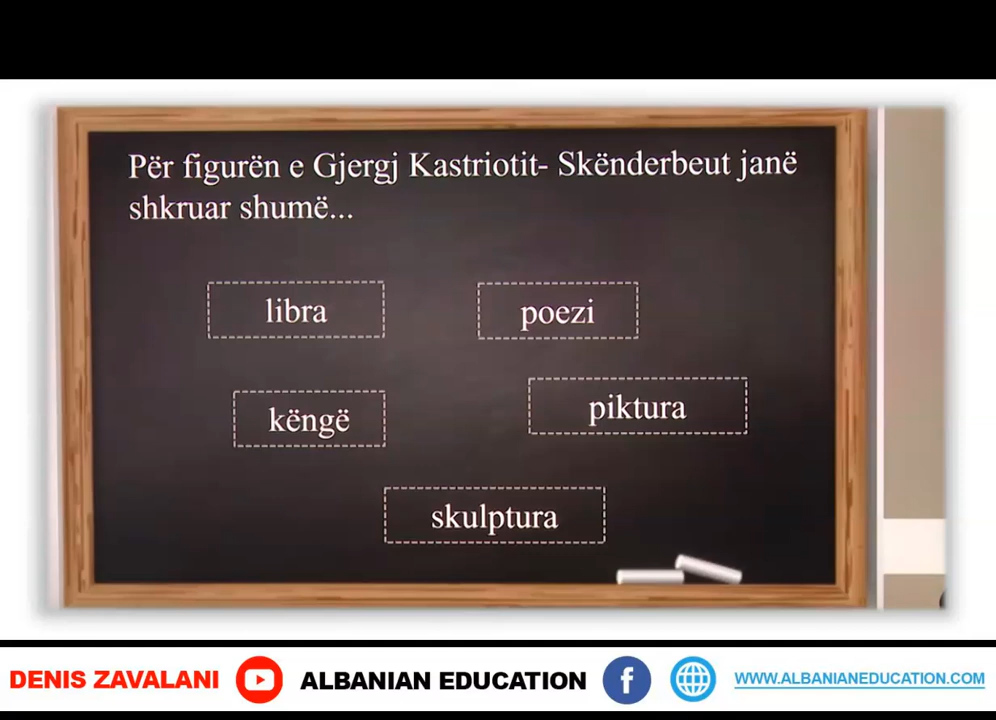 Për figurën e Gjergj Kastriotit- Skënderbeut janë
shkruar shumë...
libra
poezi
këngë
piktura
skulptura
DENIS ZAVALANI
ALBANIAN EDUCATION
f
WWW.ALBANIANEDUCATION.COM